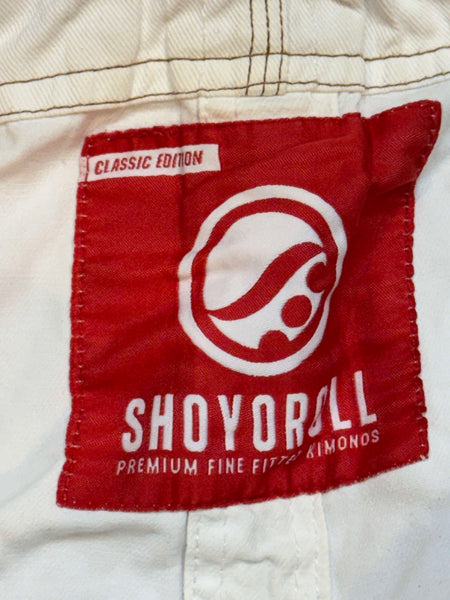 CLASSIC EDITION
SHOYOROLL
PREMIUM FINE FITTED KIMONOS